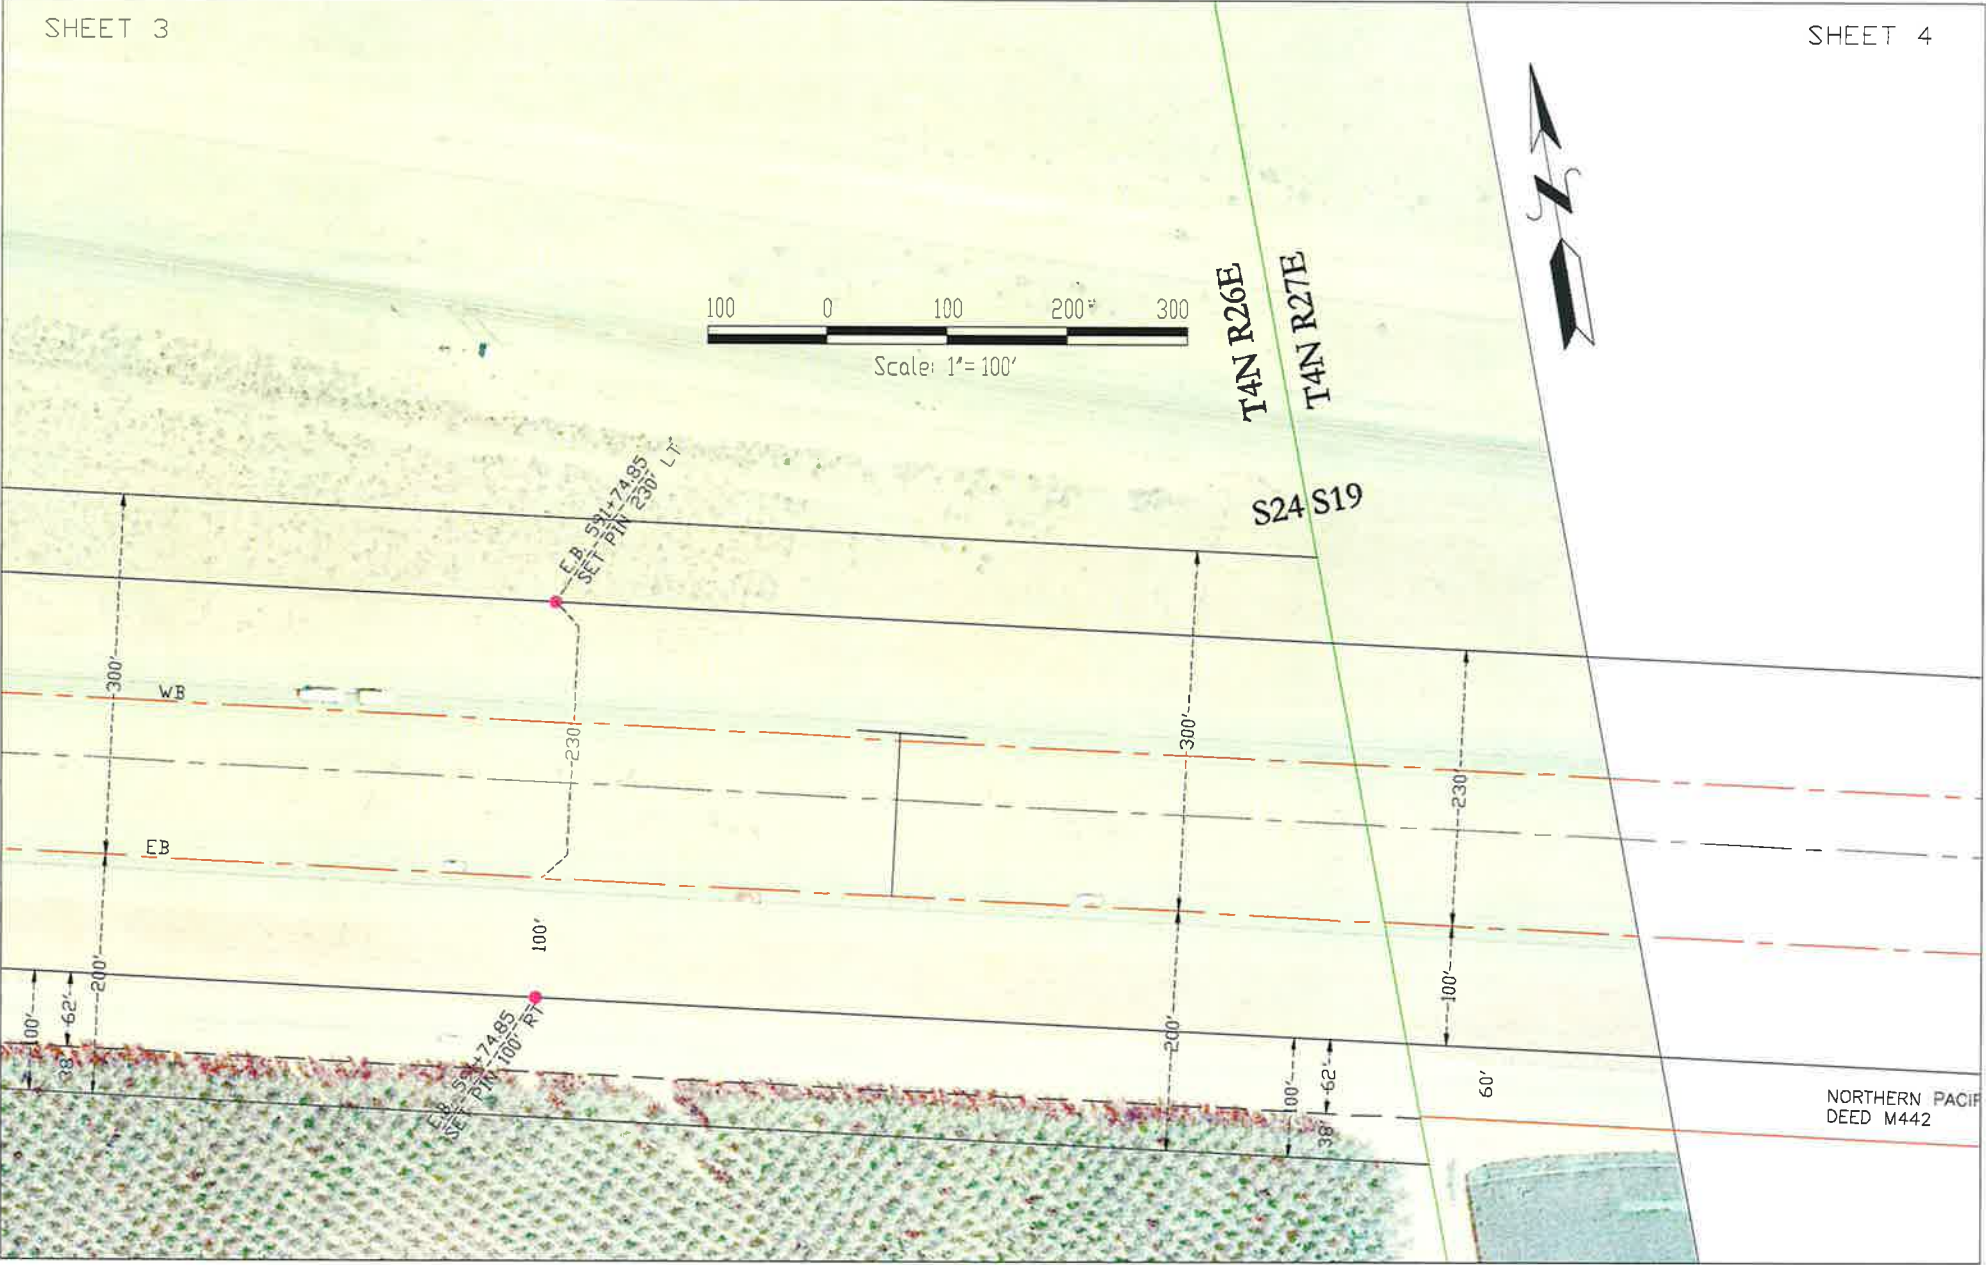 SHEET 3
SHEET 4
N
100 0 100 200' 300
Scale: 1"=100'
T4N R26E
T4N R27E
S24 S19
E.B. 591+74.85
SET PIN 230' LT
300'
WB
230'
300'
230'
EB
100'
200'
100'
62'
38'
E.B. 591+74.85
SET PIN 100' RT
200'
100'
62'
38'
100'
60'
NORTHERN PACIF
DEED M442